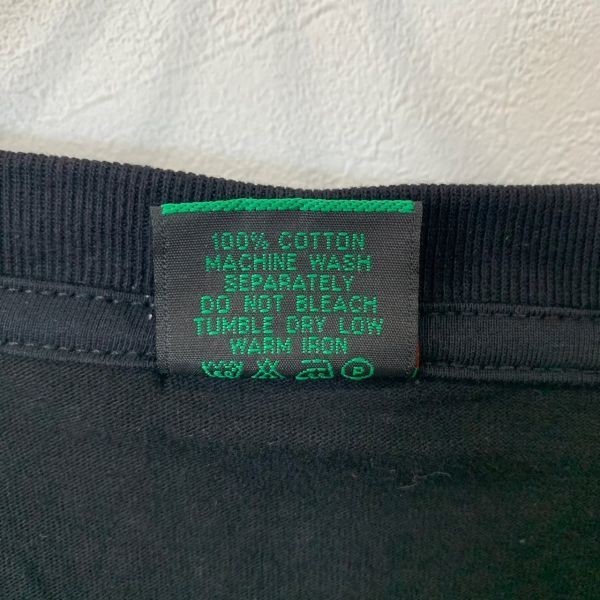 100% COTTON
MACHINE WASH
SEPARATELY
DO NOT BLEACH
TUMBLE DRY LOW
WARM IRON
P